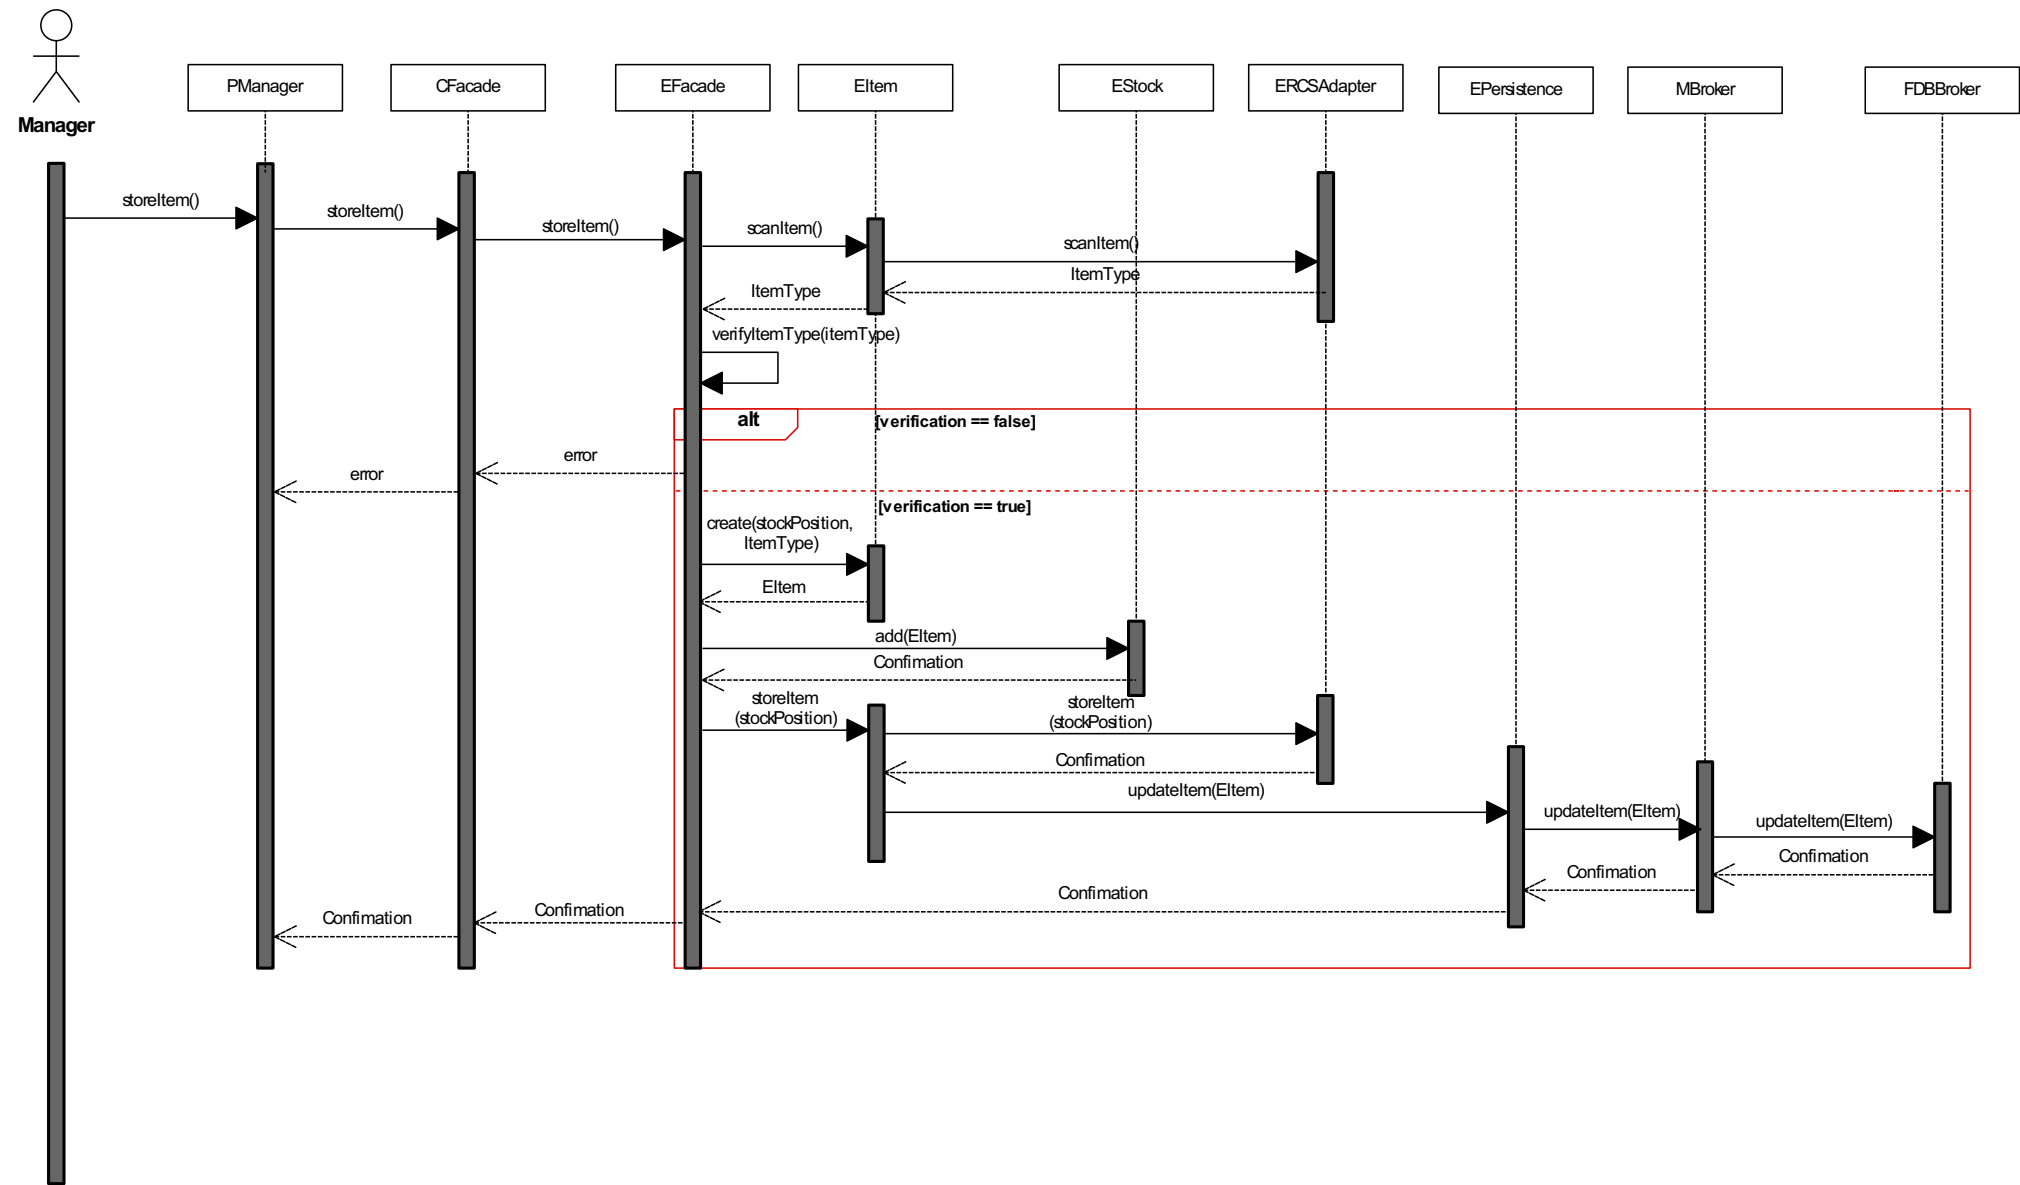 Manager
PManager
CFacade
EFacade
EItem
EStock
ERCSAdapter
EPersistence
MBroker
FDBBroker
storeItem()
storeItem()
storeItem()
scanItem()
scanItem()
ItemType
ItemType
verifyItemType(itemType)
alt
[verification == false]
error
error
[verification == true]
create(stockPosition,
ItemType)
EItem
add(EItem)
Confimation
storeItem
(stockPosition)
storeItem
(stockPosition)
Confimation
updateItem(EItem)
updateItem(EItem)
updateItem(EItem)
Confimation
Confimation
Confimation
Confimation
Confimation